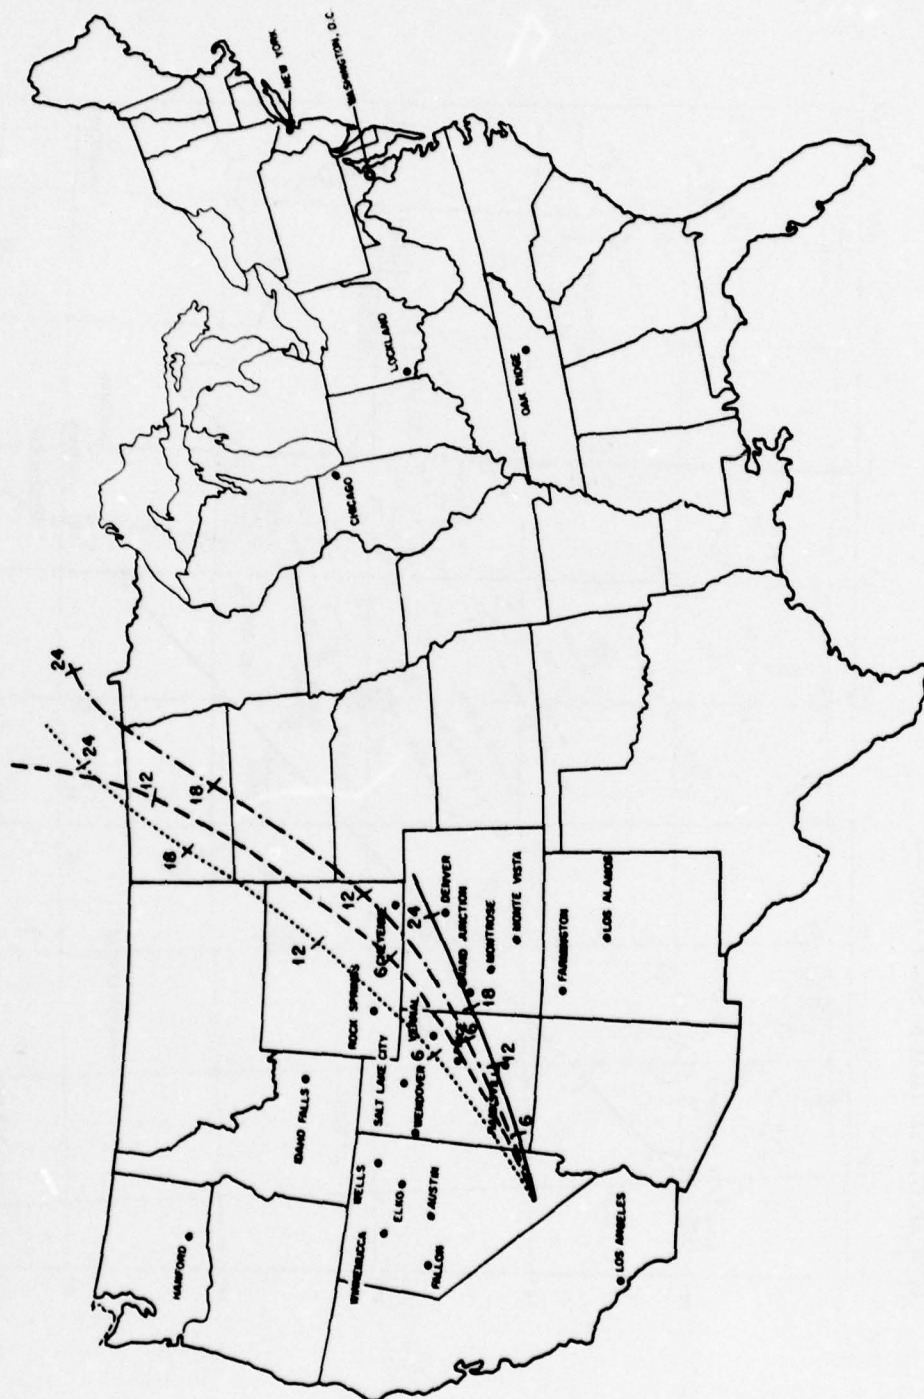 NEW YORK
WASHINGTON, D.C.
24
24
12
18
18
HANFORD
CHICAGO
LOCKLAND
OAK RIDGE
12
12
ROCK SPRINGS
6
CHEYENNE
IDAHO FALLS
SALT LAKE CITY
WENDOVER
6
VERNAL
24
DENVER
WINNEMUCCA
WELLS
ELKO
AUSTIN
FALLON
6
18
MONTROSE
MONTE VISTA
12
6
FARMINGTON
LOS ALAMOS
LOS ANGELES